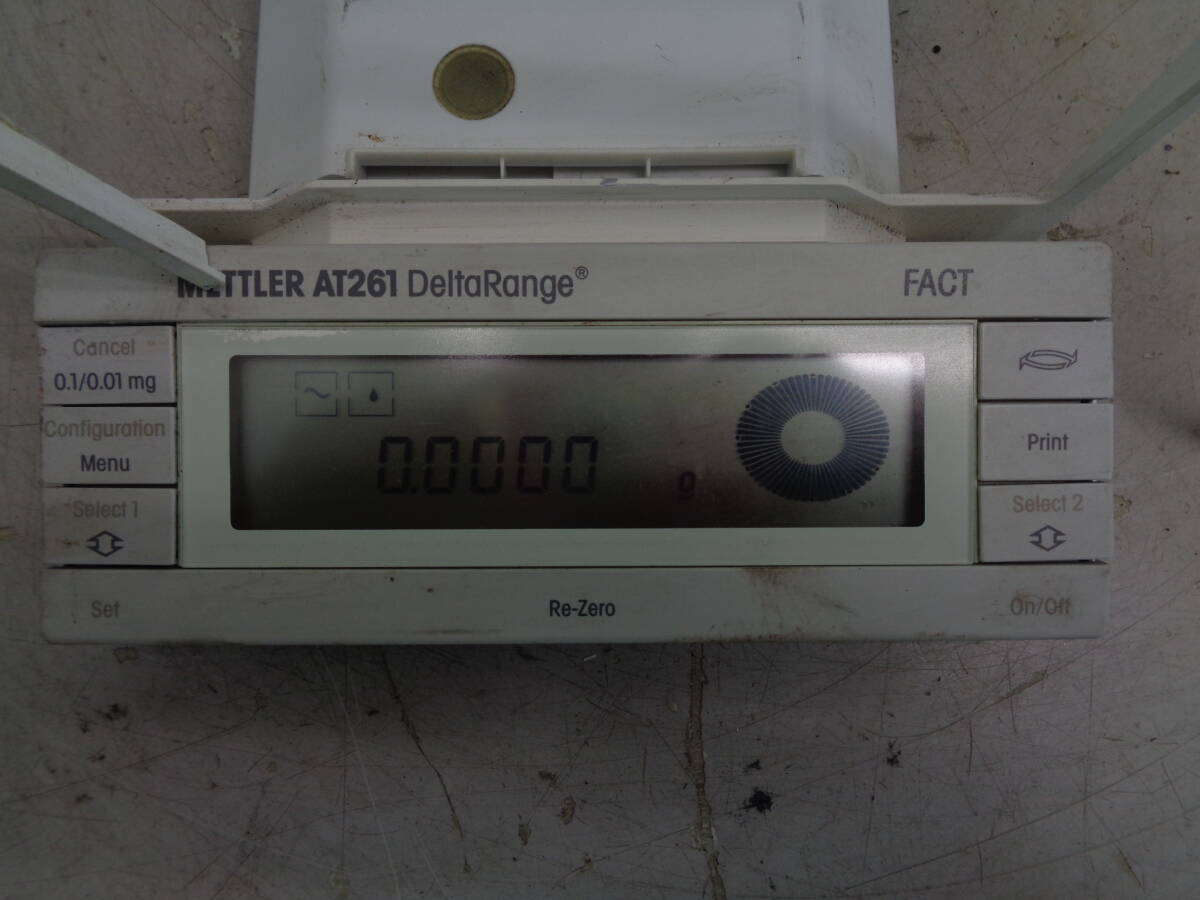 METTLER AT261 DeltaRange® FACT
Cancel
0.1/0.01 mg
Configuration
Menu
Select 1
0.0000 g
Print
Select 2
Set
Re-Zero
On/Off